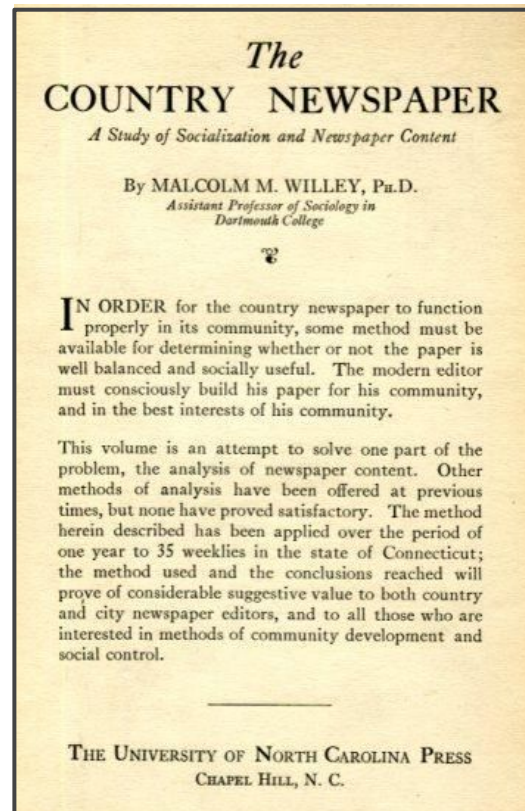 The
COUNTRY NEWSPAPER
A Study of Socialization and Newspaper Content
By MALCOLM M. WILLEY, PH.D.
Assistant Professor of Sociology in
Dartmouth College
IN ORDER for the country newspaper to function
properly in its community, some method must be
available for determining whether or not the paper is
well balanced and socially useful. The modern editor
must consciously build his paper for his community,
and in the best interests of his community.
This volume is an attempt to solve one part of the
problem, the analysis of newspaper content. Other
methods of analysis have been offered at previous
times, but none have proved satisfactory. The method
herein described has been applied over the period of
one year to 35 weeklies in the state of Connecticut;
the method used and the conclusions reached will
prove of considerable suggestive value to both country
and city newspaper editors, and to all those who are
interested in methods of community development and
social control.
THE UNIVERSITY OF NORTH CAROLINA PRESS
CHAPEL HILL, N. C.